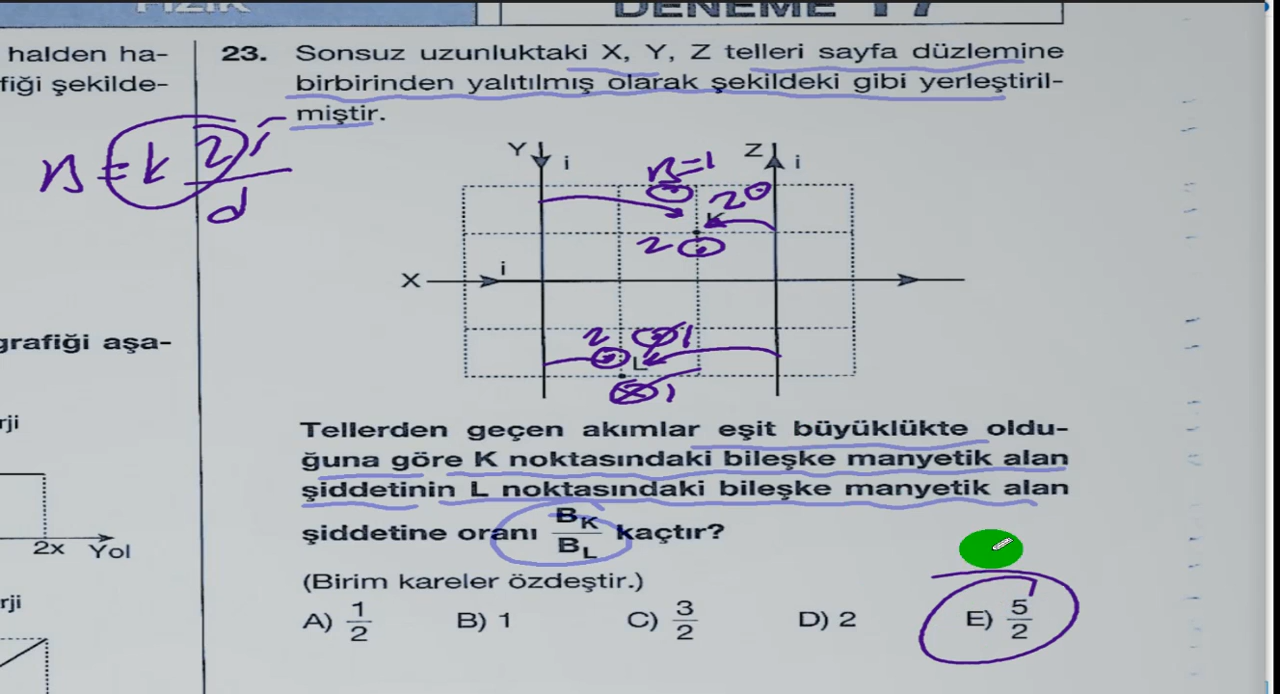 FİZİK
DENEME 17
halden ha-
fiği şekilde-
grafiği aşa-
rji
2x Yol
rji
23. Sonsuz uzunluktaki X, Y, Z telleri sayfa düzlemine
birbirinden yalıtılmış olarak şekildeki gibi yerleştiril-
miştir.
B = k 2i
d
Y i
Z i
B=1
2
K
2
X i
2 1
L
1
Tellerden geçen akımlar eşit büyüklükte oldu-
ğuna göre K noktasındaki bileşke manyetik alan
şiddetinin L noktasındaki bileşke manyetik alan
şiddetine oranı BK/BL kaçtır?
(Birim kareler özdeştir.)
A) 1/2 B) 1 C) 3/2 D) 2 E) 5/2